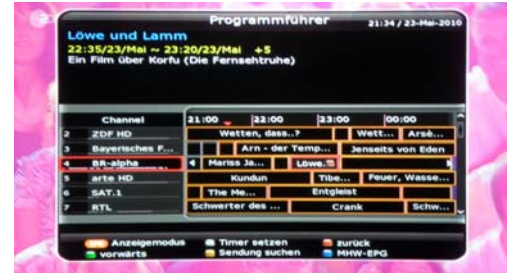 Programmführer 21:34 / 23-Mai-2010
Löwe und Lamm
22:35/23/Mai ~ 23:20/23/Mai +5
Ein Film über Korfu (Die Fernsehtruhe)
Channel 21:00 22:00 23:00 00:00
2 ZDF HD Wetten, dass..? Wett... Arsè...
3 Bayerisches F... Arn - der Temp... Jenseits von Eden
4 BR-alpha Mariss Ja... Löwe.
5 arte HD Kundun Tibe... Feuer, Wasse...
6 SAT.1 The Me... Entgleist
7 RTL Schwerter des ... Crank Schw...
Anzeigemodus Timer setzen zurück
vorwärts Sendung suchen MHW-EPG